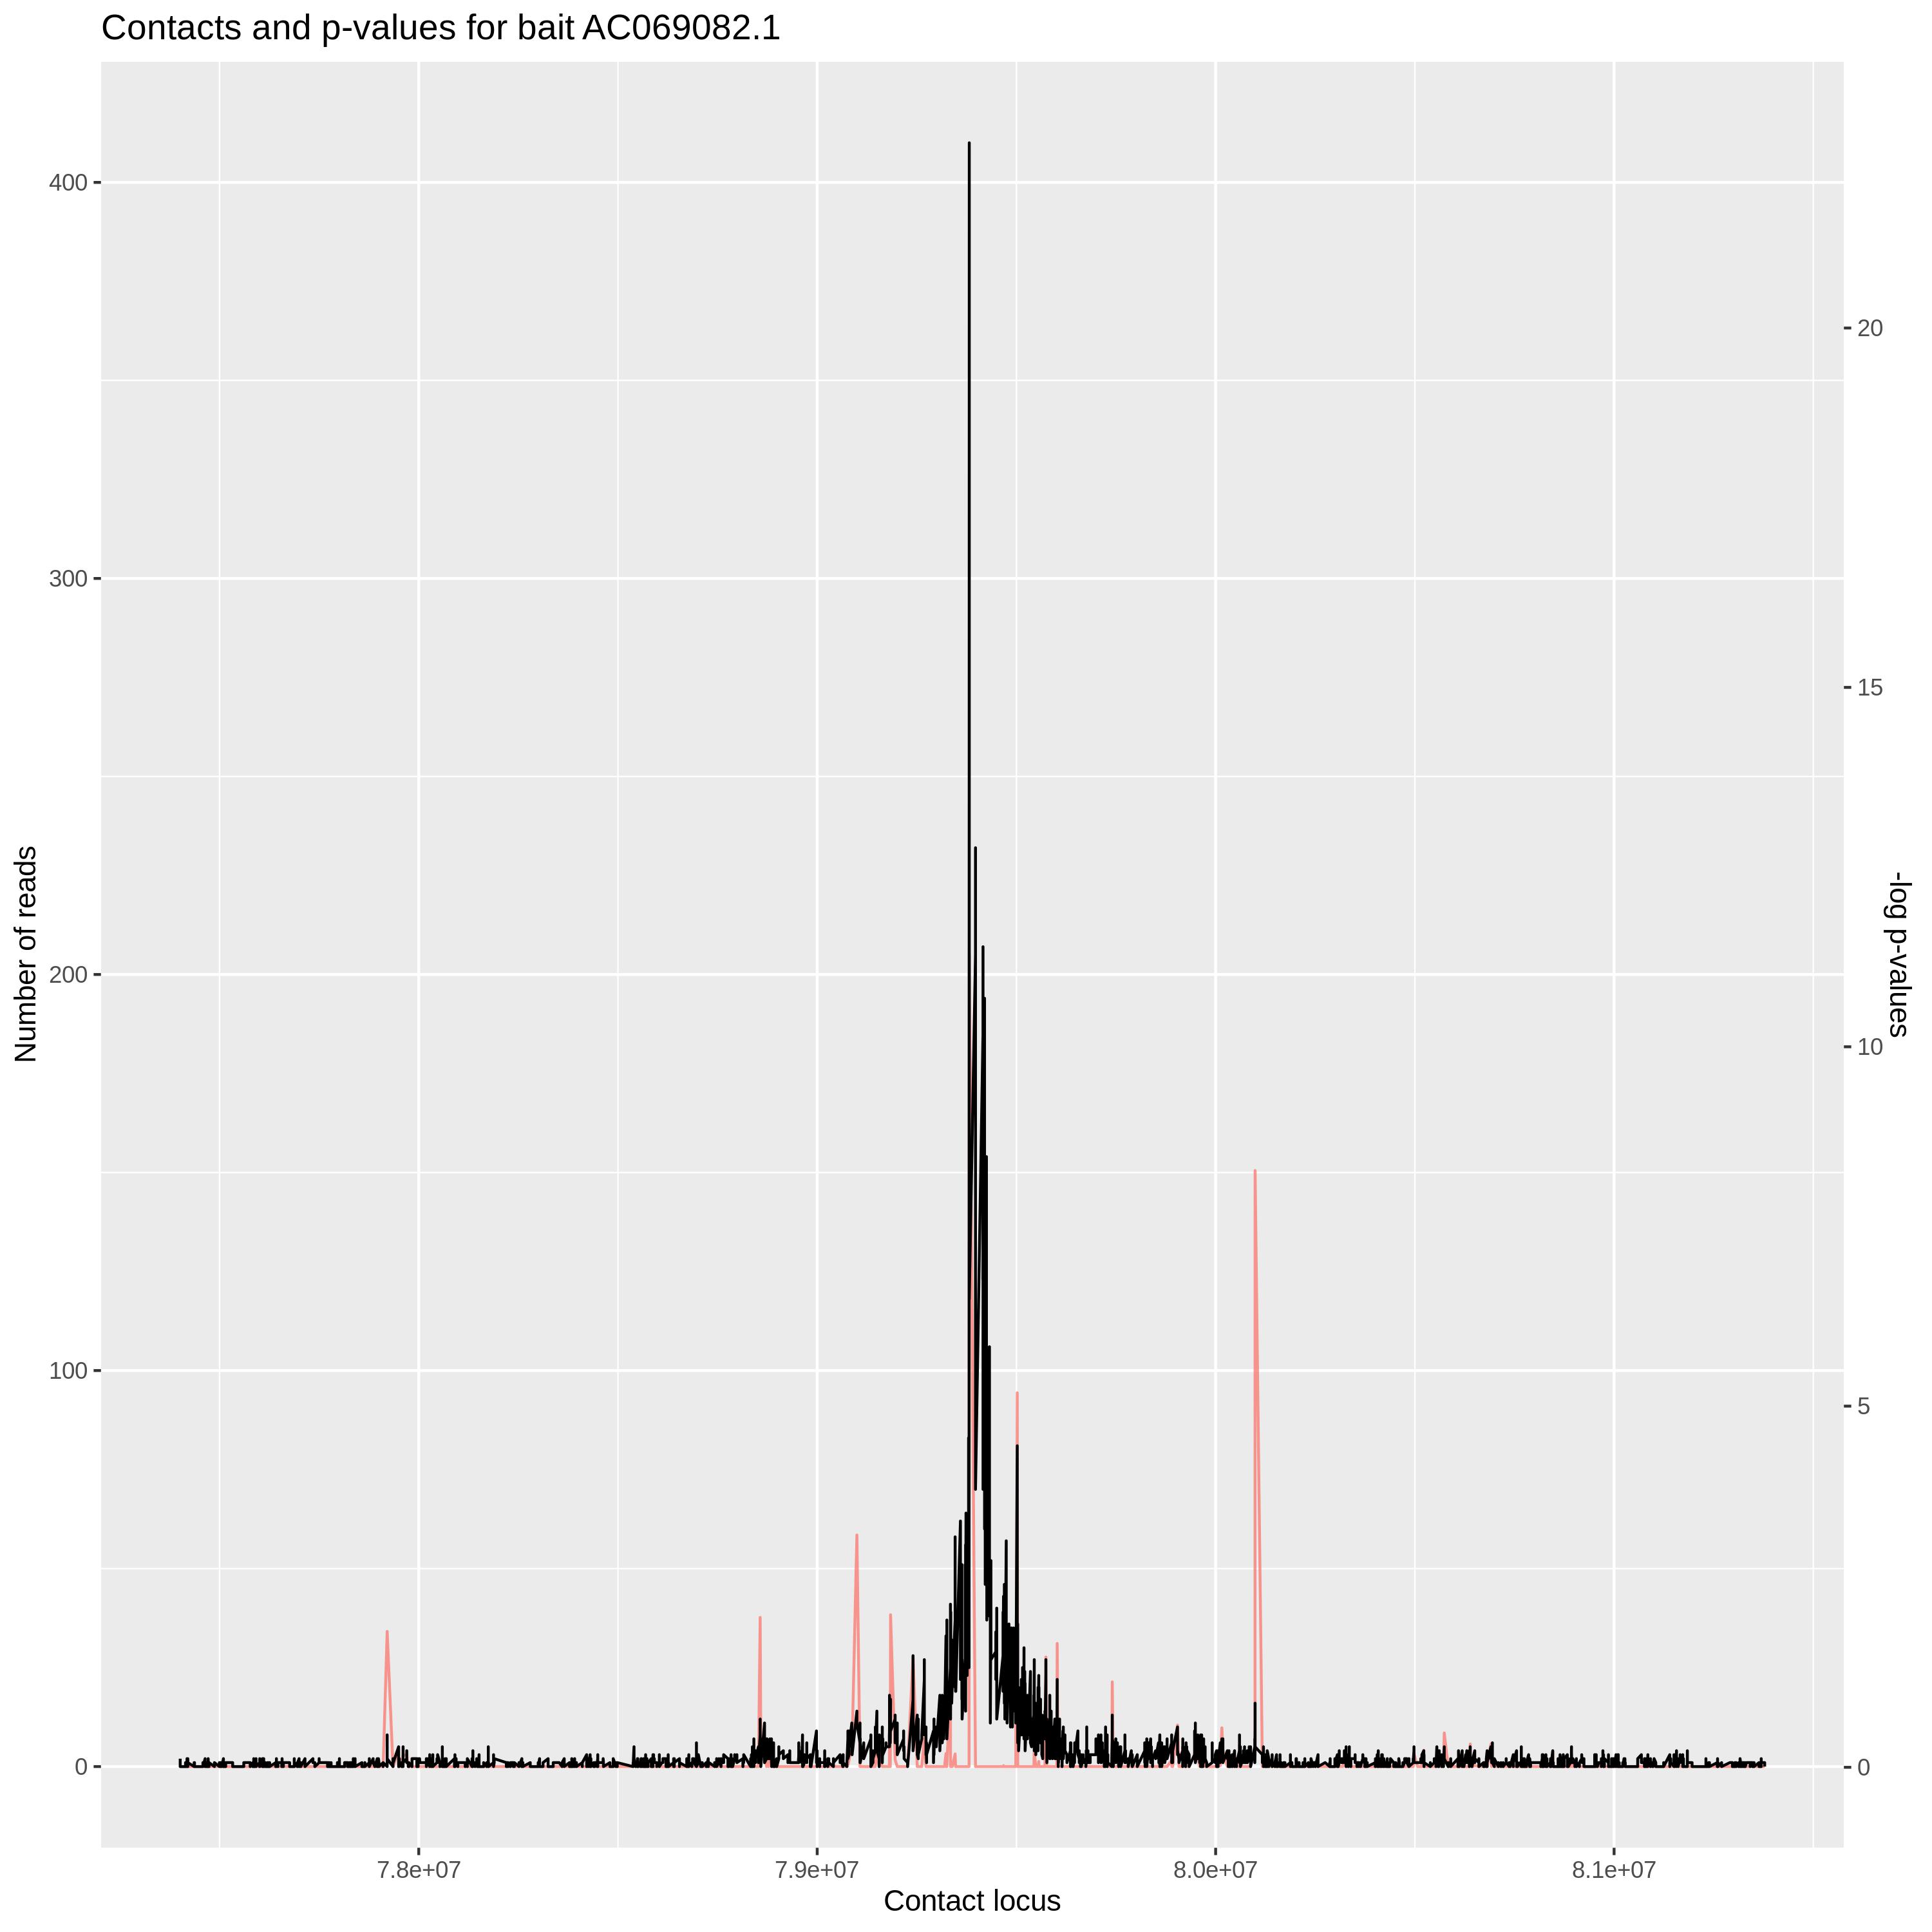 Contacts and p-values for bait AC069082.1
400
300
200
100
0
Number of reads
20
15
10
5
0
-log p-values
7.8e+07
7.9e+07
8.0e+07
8.1e+07
Contact locus